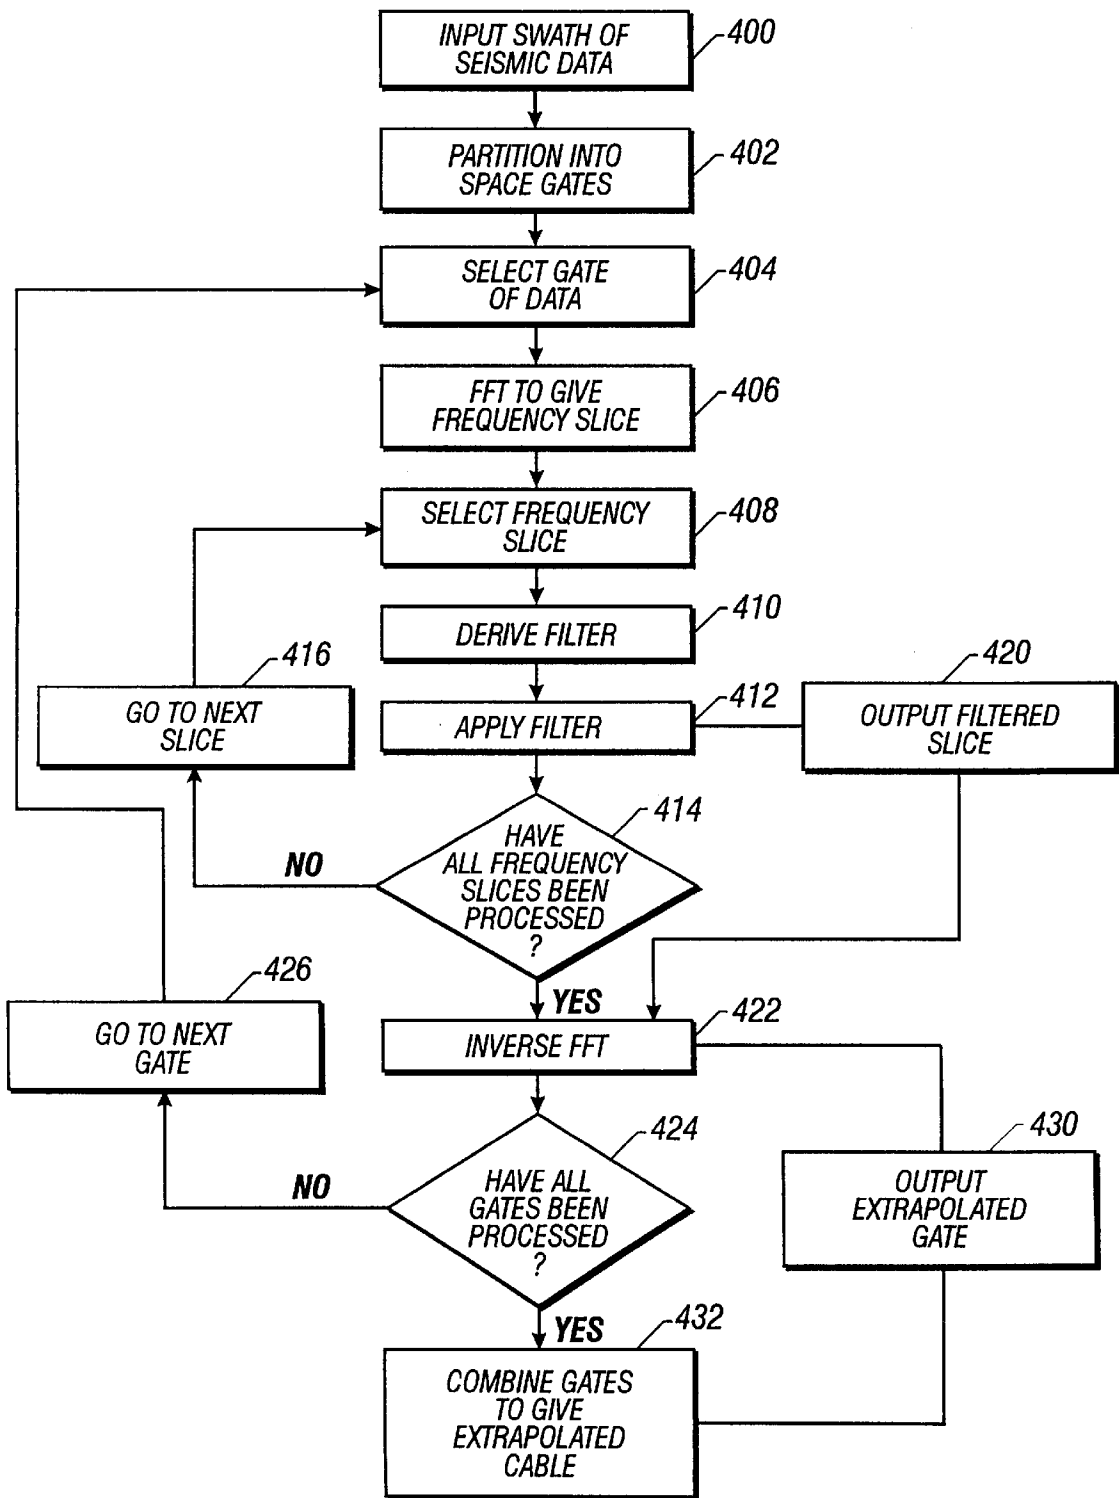 INPUT SWATH OF
SEISMIC DATA
400
PARTITION INTO
SPACE GATES
402
SELECT GATE
OF DATA
404
FFT TO GIVE
FREQUENCY SLICE
406
SELECT FREQUENCY
SLICE
408
DERIVE FILTER
410
416
GO TO NEXT
SLICE
APPLY FILTER
412
420
OUTPUT FILTERED
SLICE
414
HAVE
ALL FREQUENCY
SLICES BEEN
PROCESSED
?
NO
YES
426
GO TO NEXT
GATE
INVERSE FFT
422
424
HAVE ALL
GATES BEEN
PROCESSED
?
NO
YES
430
OUTPUT
EXTRAPOLATED
GATE
432
COMBINE GATES
TO GIVE
EXTRAPOLATED
CABLE